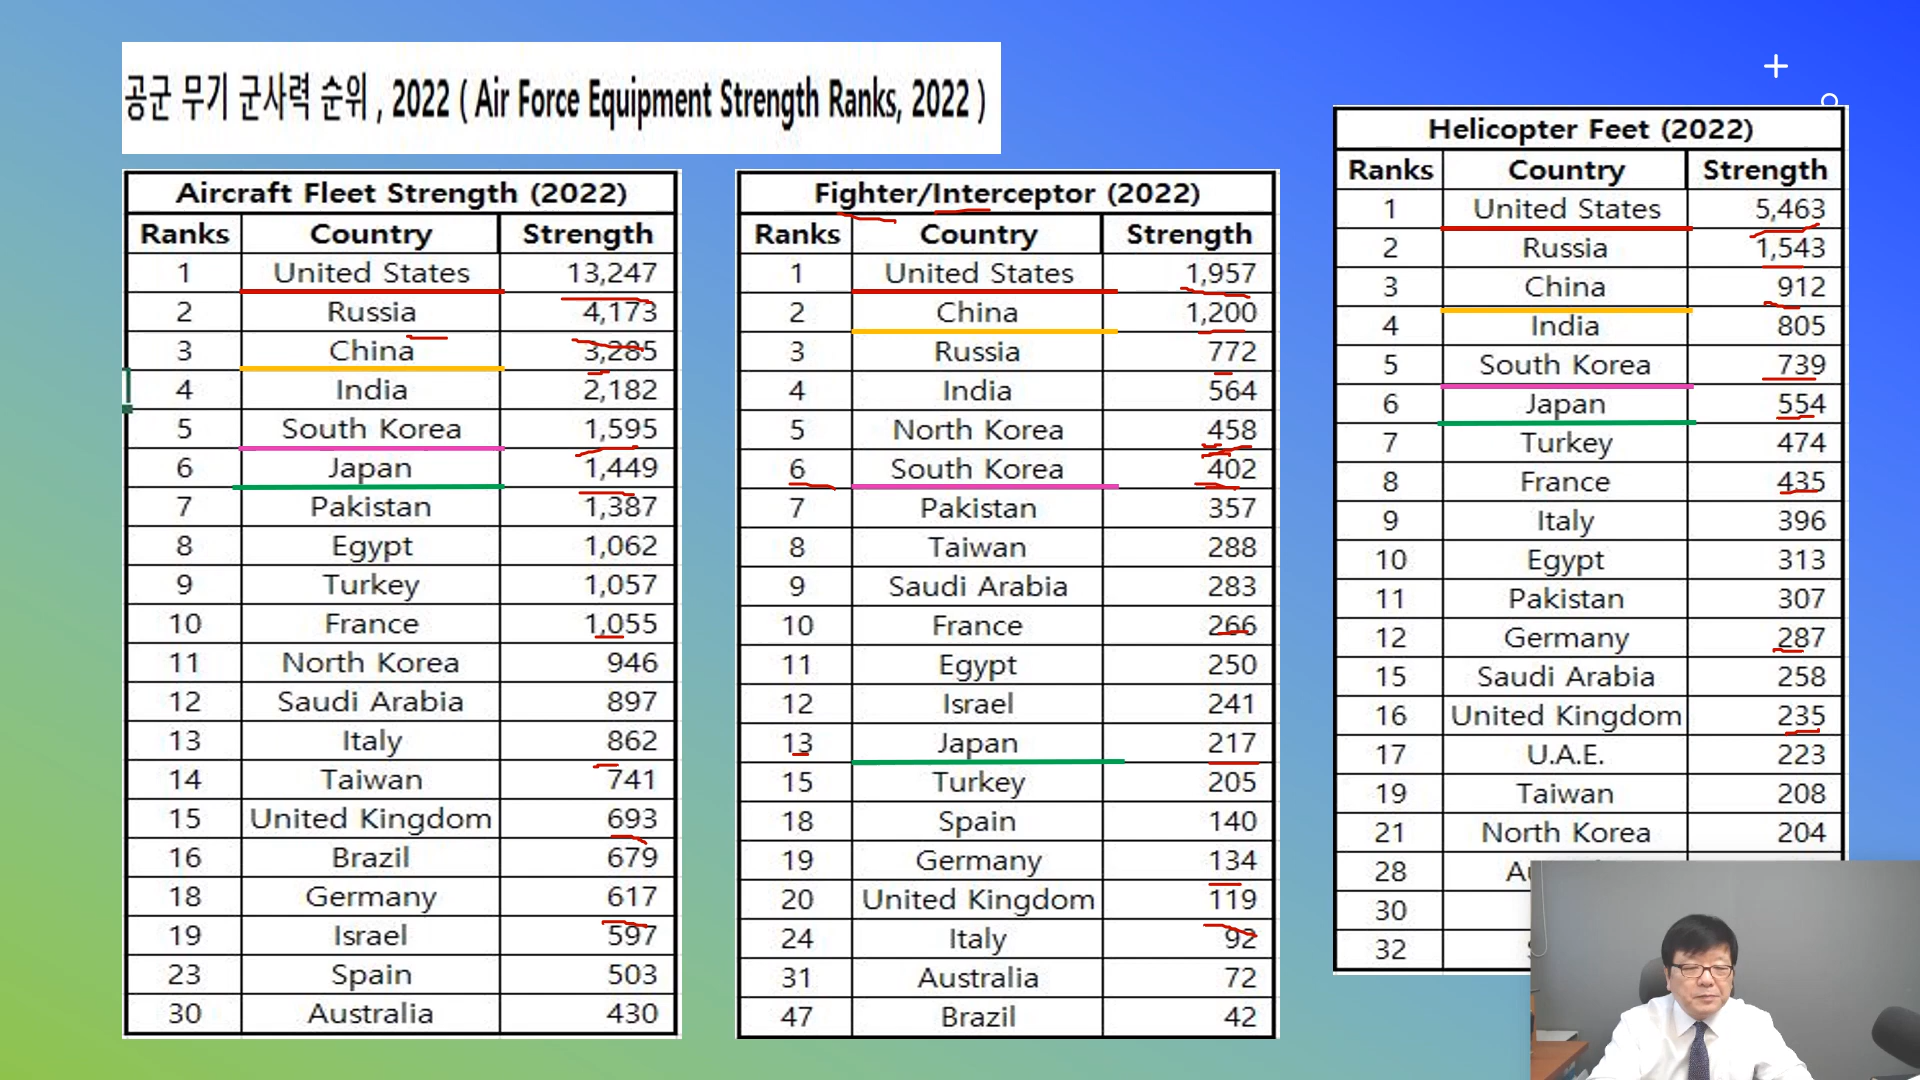 공군 무기 군사력 순위 , 2022 ( Air Force Equipment Strength Ranks, 2022 )
Aircraft Fleet Strength (2022)
Ranks Country Strength
1 United States 13,247
2 Russia 4,173
3 China 3,285
4 India 2,182
5 South Korea 1,595
6 Japan 1,449
7 Pakistan 1,387
8 Egypt 1,062
9 Turkey 1,057
10 France 1,055
11 North Korea 946
12 Saudi Arabia 897
13 Italy 862
14 Taiwan 741
15 United Kingdom 693
16 Brazil 679
18 Germany 617
19 Israel 597
23 Spain 503
30 Australia 430
Fighter/Interceptor (2022)
Ranks Country Strength
1 United States 1,957
2 China 1,200
3 Russia 772
4 India 564
5 North Korea 458
6 South Korea 402
7 Pakistan 357
8 Taiwan 288
9 Saudi Arabia 283
10 France 266
11 Egypt 250
12 Israel 241
13 Japan 217
15 Turkey 205
18 Spain 140
19 Germany 134
20 United Kingdom 119
24 Italy 92
31 Australia 72
47 Brazil 42
Helicopter Feet (2022)
Ranks Country Strength
1 United States 5,463
2 Russia 1,543
3 China 912
4 India 805
5 South Korea 739
6 Japan 554
7 Turkey 474
8 France 435
9 Italy 396
10 Egypt 313
11 Pakistan 307
12 Germany 287
15 Saudi Arabia 258
16 United Kingdom 235
17 U.A.E. 223
19 Taiwan 208
21 North Korea 204
28
30
32